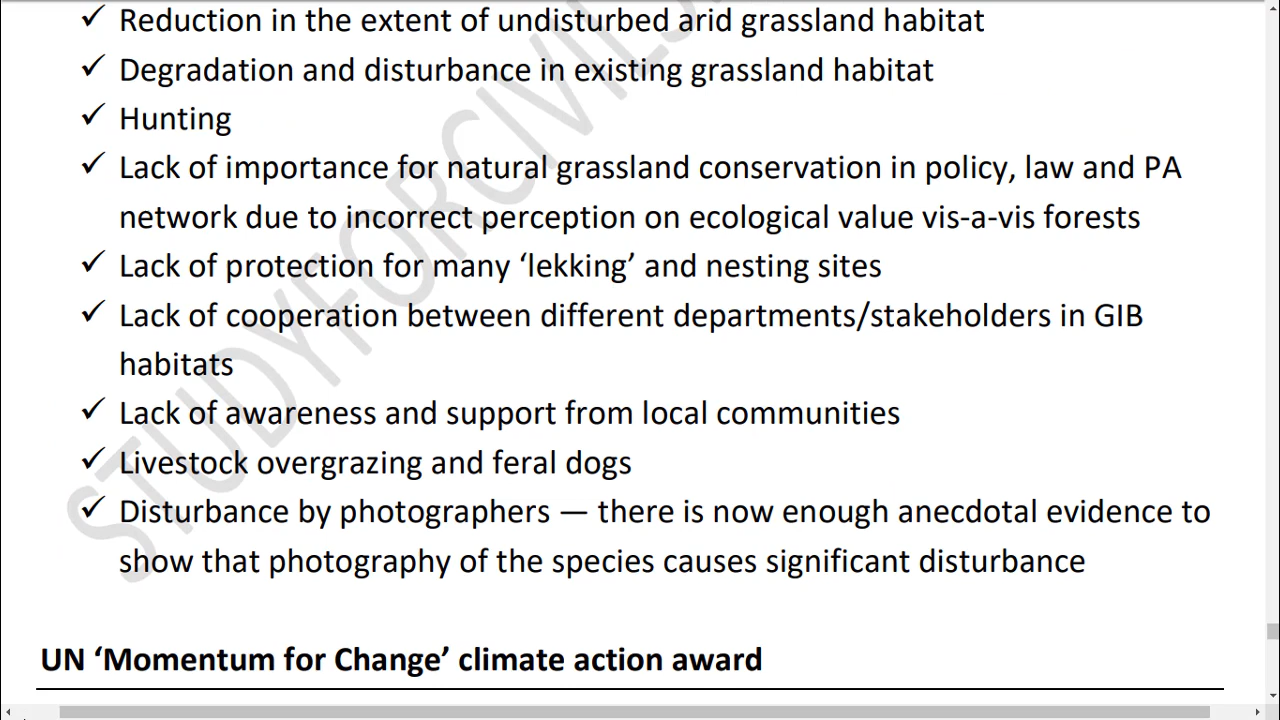 ✓ Reduction in the extent of undisturbed arid grassland habitat
✓ Degradation and disturbance in existing grassland habitat
✓ Hunting
✓ Lack of importance for natural grassland conservation in policy, law and PA
network due to incorrect perception on ecological value vis-a-vis forests
✓ Lack of protection for many ‘lekking’ and nesting sites
✓ Lack of cooperation between different departments/stakeholders in GIB
habitats
✓ Lack of awareness and support from local communities
✓ Livestock overgrazing and feral dogs
✓ Disturbance by photographers — there is now enough anecdotal evidence to
show that photography of the species causes significant disturbance
UN ‘Momentum for Change’ climate action award
STUDYFORCIVILS